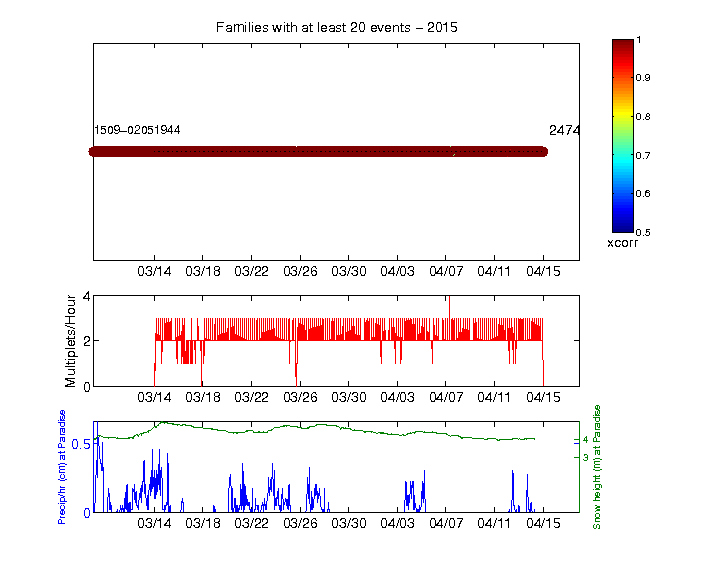 Families with at least 20 events − 2015
1509−02051944
2474
03/14 03/18 03/22 03/26 03/30 04/03 04/07 04/11 04/15
1
0.9
0.8
0.7
0.6
0.5
xcorr
Multiplets/Hour
4
2
0
03/14 03/18 03/22 03/26 03/30 04/03 04/07 04/11 04/15
Precip/hr (cm) at Paradise
0.5
0
4
3
Snow height (m) at Paradise
03/14 03/18 03/22 03/26 03/30 04/03 04/07 04/11 04/15